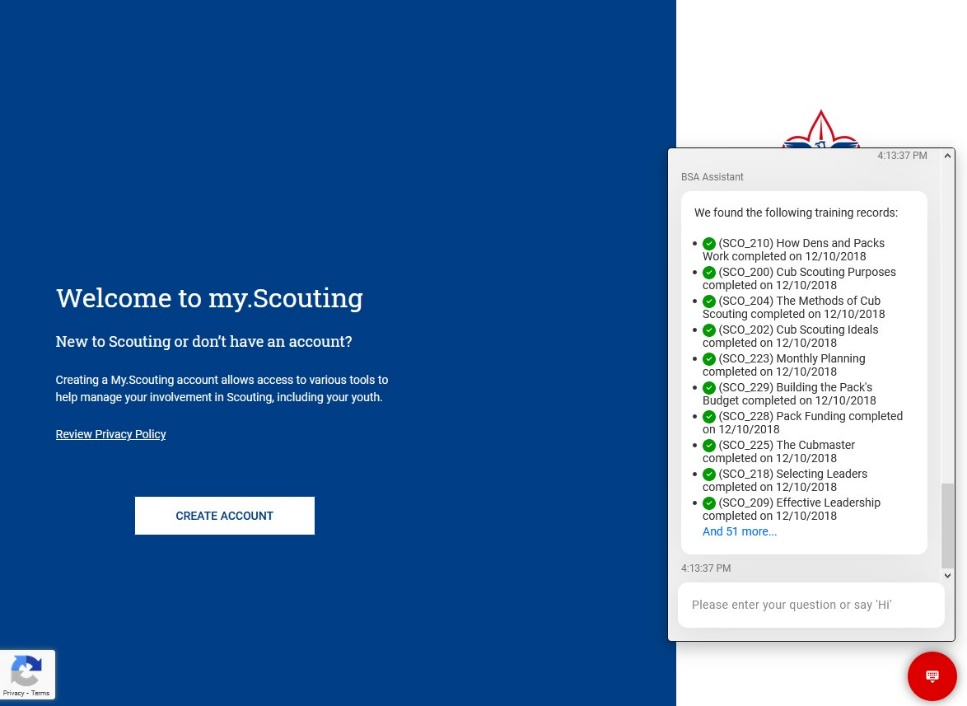 Welcome to my.Scouting
New to Scouting or don't have an account?
Creating a My.Scouting account allows access to various tools to
help manage your involvement in Scouting, including your youth.
Review Privacy Policy
CREATE ACCOUNT
Privacy - Terms
4:13:37 PM
BSA Assistant
We found the following training records:
• (SCO_210) How Dens and Packs
Work completed on 12/10/2018
• (SCO_200) Cub Scouting Purposes
completed on 12/10/2018
• (SCO_204) The Methods of Cub
Scouting completed on 12/10/2018
• (SCO_202) Cub Scouting Ideals
completed on 12/10/2018
• (SCO_223) Monthly Planning
completed on 12/10/2018
• (SCO_229) Building the Pack's
Budget completed on 12/10/2018
• (SCO_228) Pack Funding completed
on 12/10/2018
• (SCO_225) The Cubmaster
completed on 12/10/2018
• (SCO_218) Selecting Leaders
completed on 12/10/2018
• (SCO_209) Effective Leadership
completed on 12/10/2018
And 51 more...
4:13:37 PM
Please enter your question or say 'Hi'